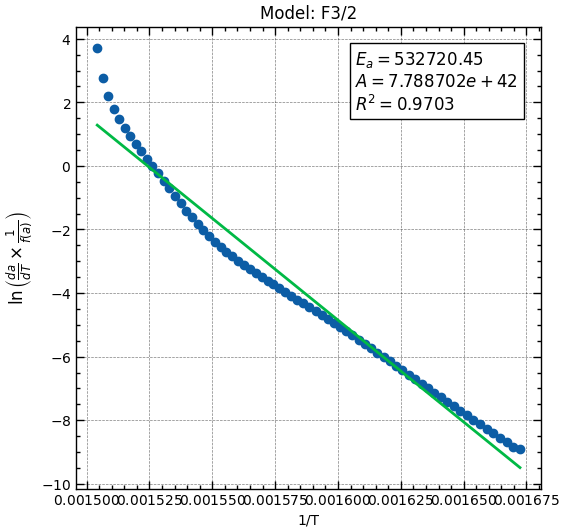 Model: F3/2
E_a = 532720.45
A = 7.788702e + 42
R^2 = 0.9703
ln (da/dT × 1/f(a))
4
2
0
−2
−4
−6
−8
−10
0.001500 0.001525 0.001550 0.001575 0.001600 0.001625 0.001650 0.001675
1/T